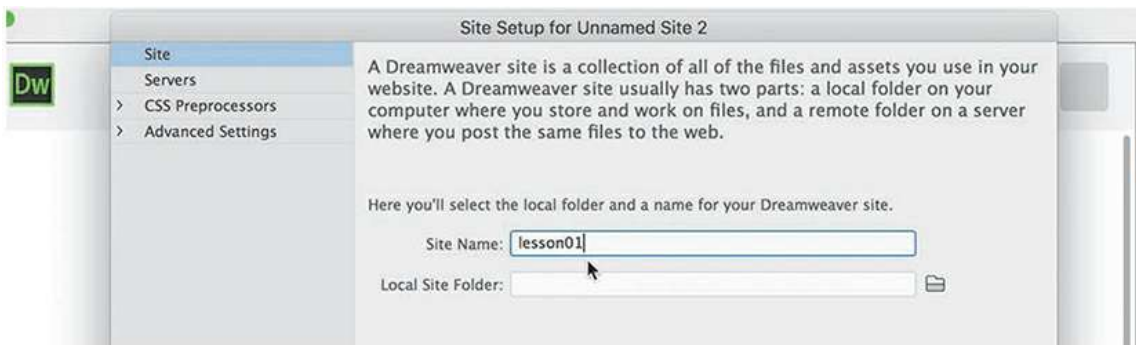 Site Setup for Unnamed Site 2
Dw
Site
Servers
CSS Preprocessors
Advanced Settings
A Dreamweaver site is a collection of all of the files and assets you use in your
website. A Dreamweaver site usually has two parts: a local folder on your
computer where you store and work on files, and a remote folder on a server
where you post the same files to the web.
Here you'll select the local folder and a name for your Dreamweaver site.
Site Name: lesson01
Local Site Folder: